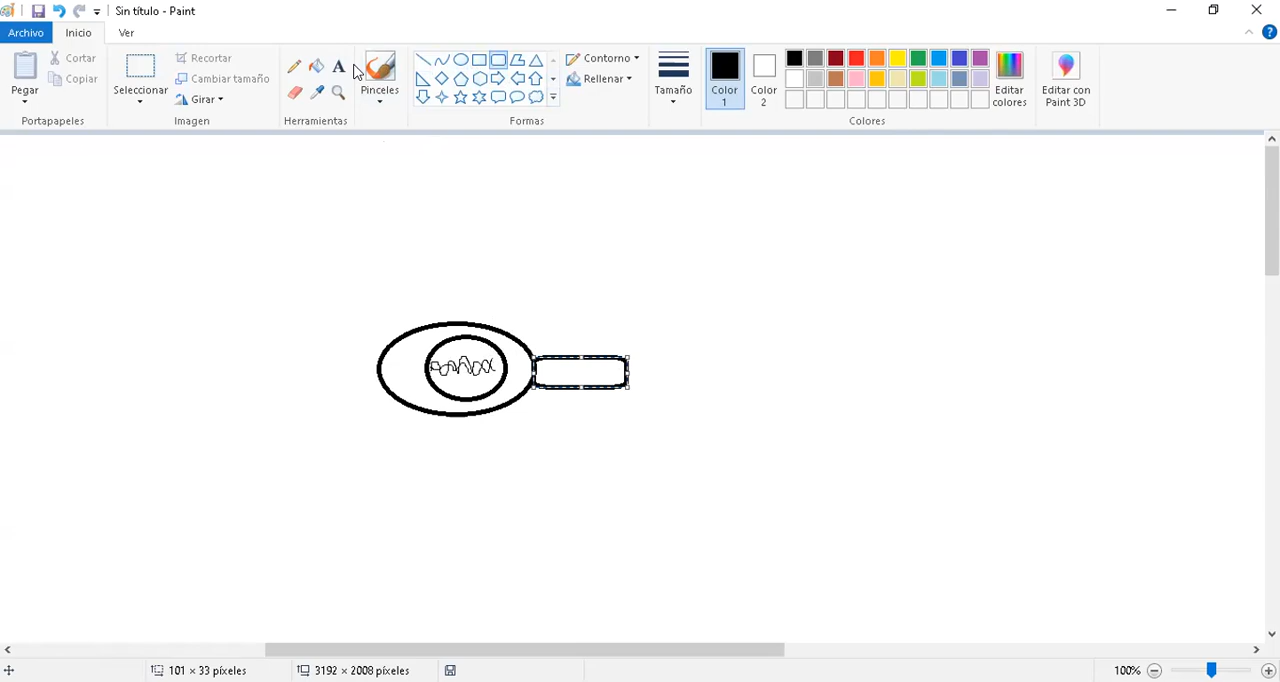 Sin título - Paint
Archivo Inicio Ver
Pegar
Cortar
Copiar
Portapapeles
Seleccionar
Recortar
Cambiar tamaño
Girar
Imagen
A
Herramientas
Pinceles
Contorno
Rellenar
Formas
Tamaño
Color 1
Color 2
Editar colores
Colores
Editar con Paint 3D
101 × 33 píxeles
3192 × 2008 píxeles
100%